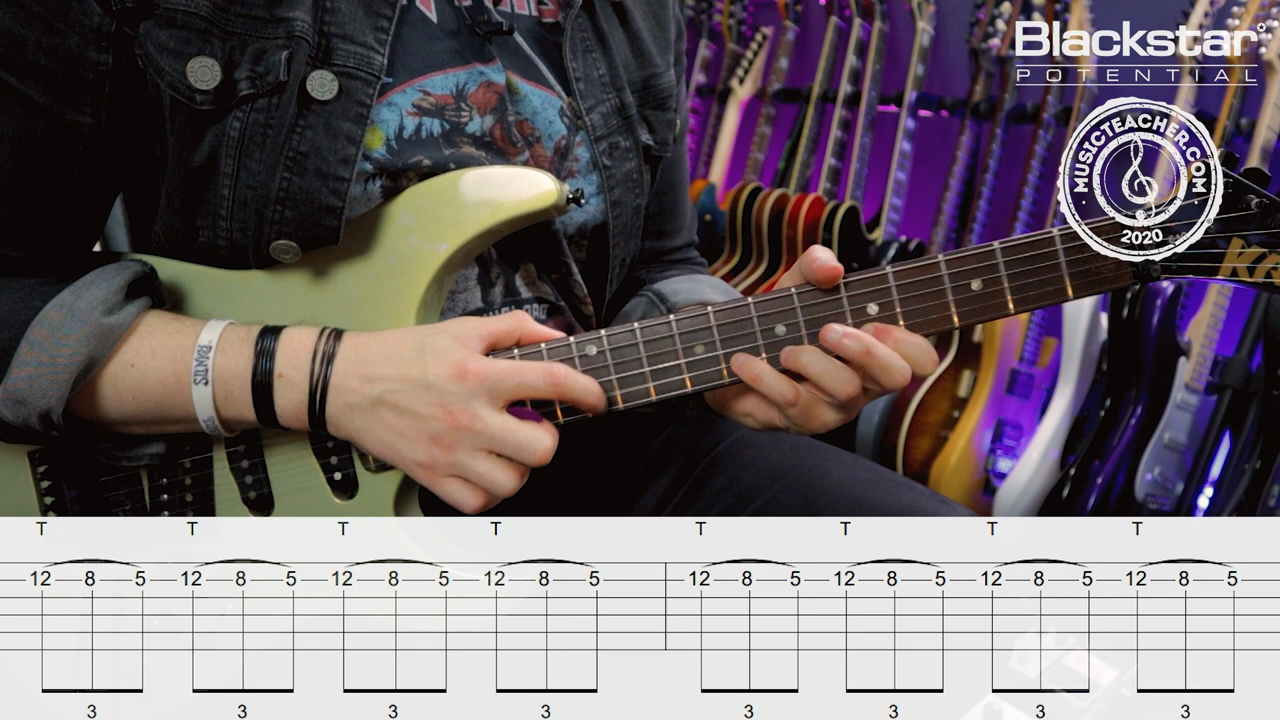 Blackstar
POTENTIAL
MUSICTEACHER.COM
2020
T T T T T T T T
12 8 5 12 8 5 12 8 5 12 8 5 12 8 5 12 8 5 12 8 5 12 8 5
3 3 3 3 3 3 3 3